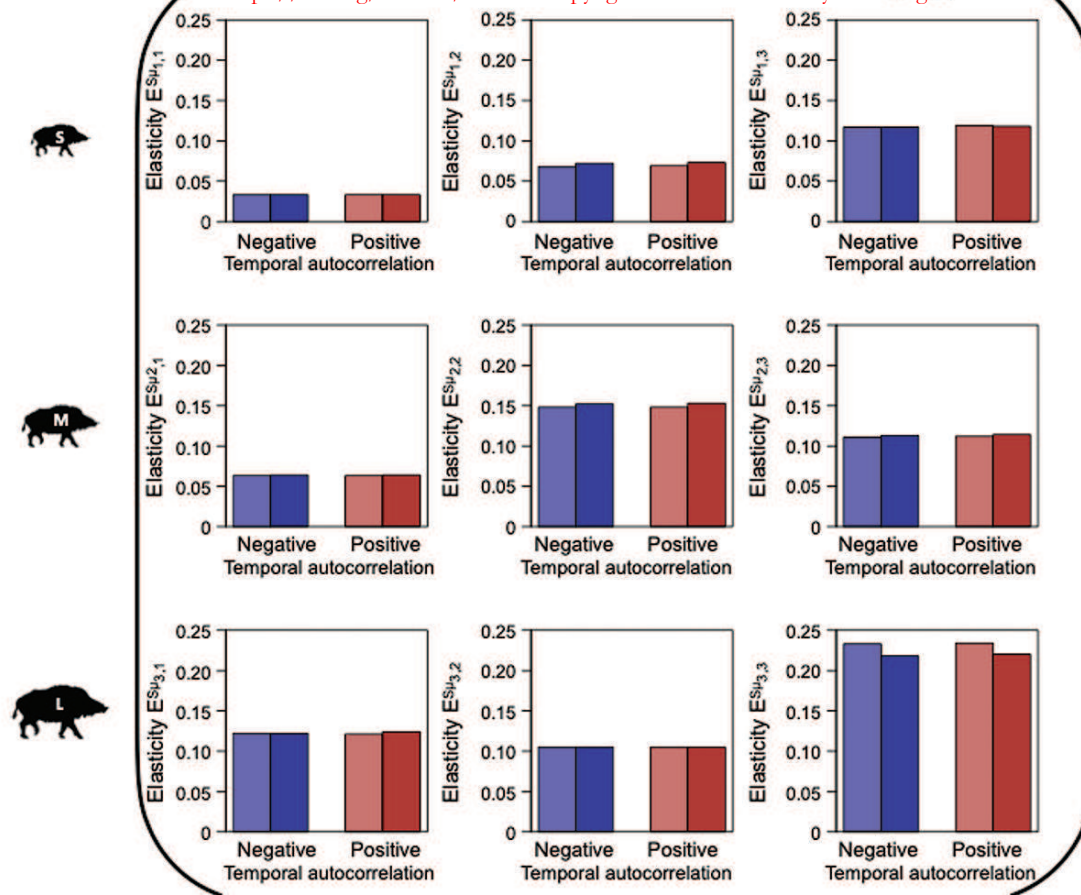 S
0.25
0.20
0.15
0.10
0.05
0
Elasticity E^Sμ1,1
Negative Positive
Temporal autocorrelation
0.25
0.20
0.15
0.10
0.05
0
Elasticity E^Sμ1,2
Negative Positive
Temporal autocorrelation
0.25
0.20
0.15
0.10
0.05
0
Elasticity E^Sμ1,3
Negative Positive
Temporal autocorrelation
M
0.25
0.20
0.15
0.10
0.05
0
Elasticity E^Sμ2,1
Negative Positive
Temporal autocorrelation
0.25
0.20
0.15
0.10
0.05
0
Elasticity E^Sμ2,2
Negative Positive
Temporal autocorrelation
0.25
0.20
0.15
0.10
0.05
0
Elasticity E^Sμ2,3
Negative Positive
Temporal autocorrelation
L
0.25
0.20
0.15
0.10
0.05
0
Elasticity E^Sμ3,1
Negative Positive
Temporal autocorrelation
0.25
0.20
0.15
0.10
0.05
0
Elasticity E^Sμ3,2
Negative Positive
Temporal autocorrelation
0.25
0.20
0.15
0.10
0.05
0
Elasticity E^Sμ3,3
Negative Positive
Temporal autocorrelation